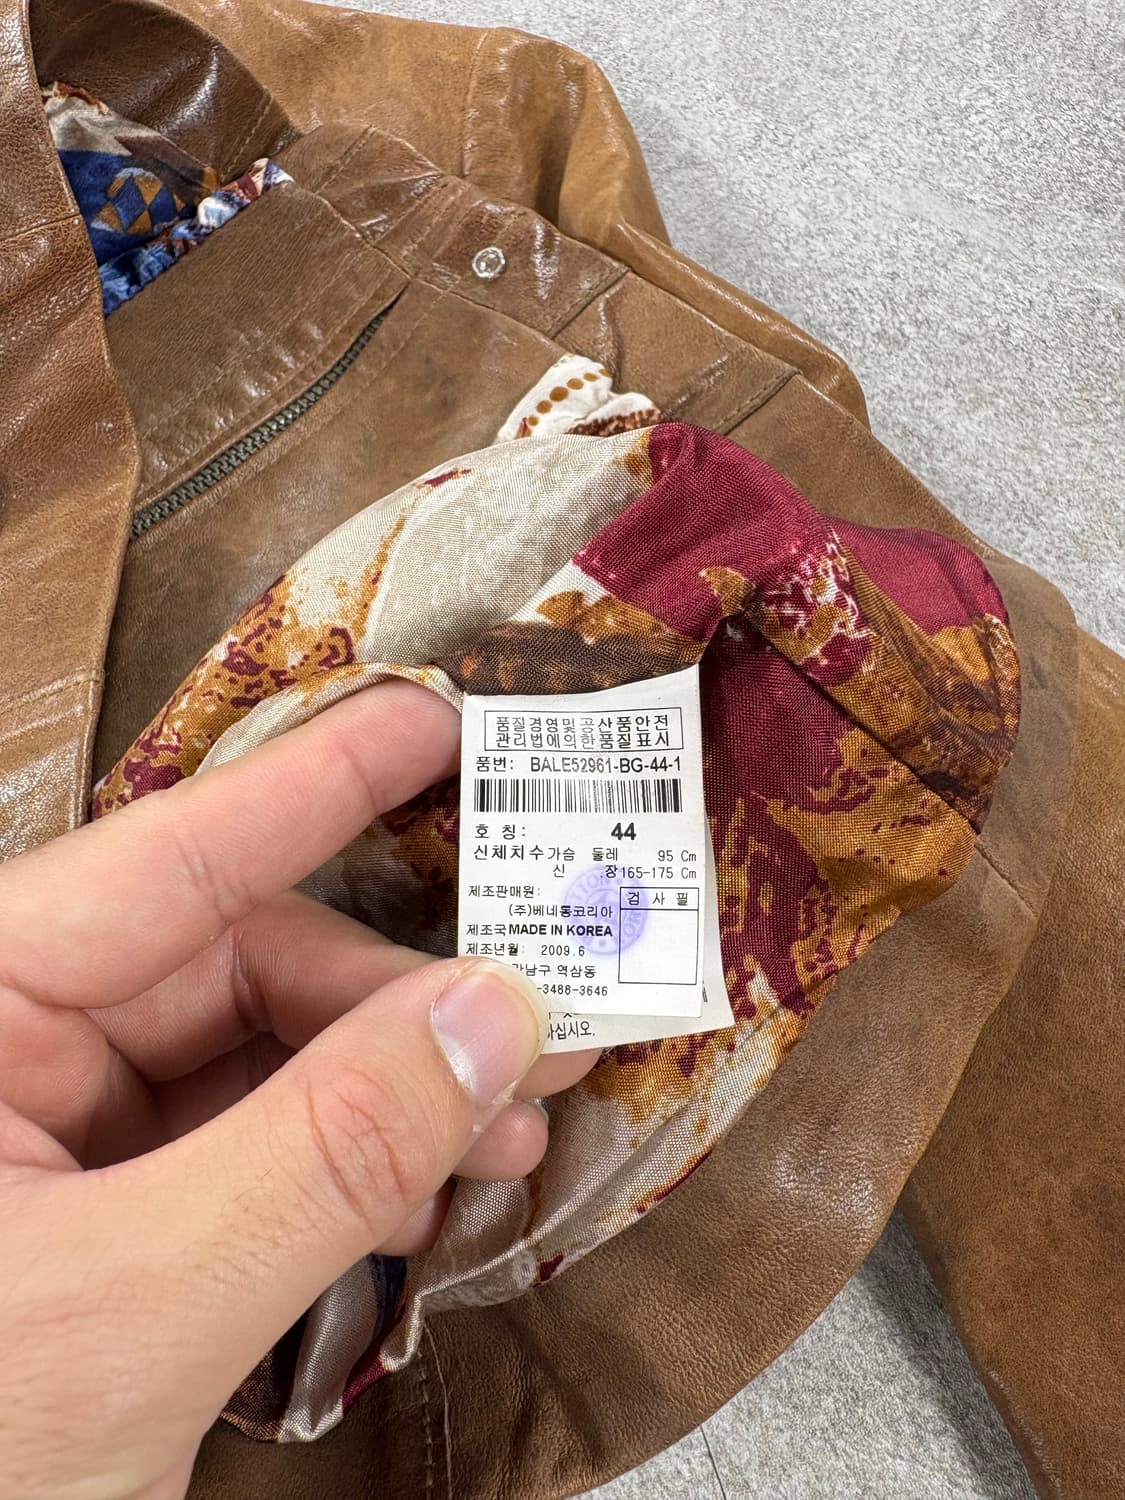 품질경영및공산품안전
관리법에의한품질표시
품번: BALE52961-BG-44-1
호 칭: 44
신체치수 가슴 둘레 95 Cm
신 장 165-175 Cm
제조판매원:
(주)베네통코리아
검 사 필
제조국 MADE IN KOREA
제조년월: 2009.6
강남구 역삼동
-3488-3646
십시오.